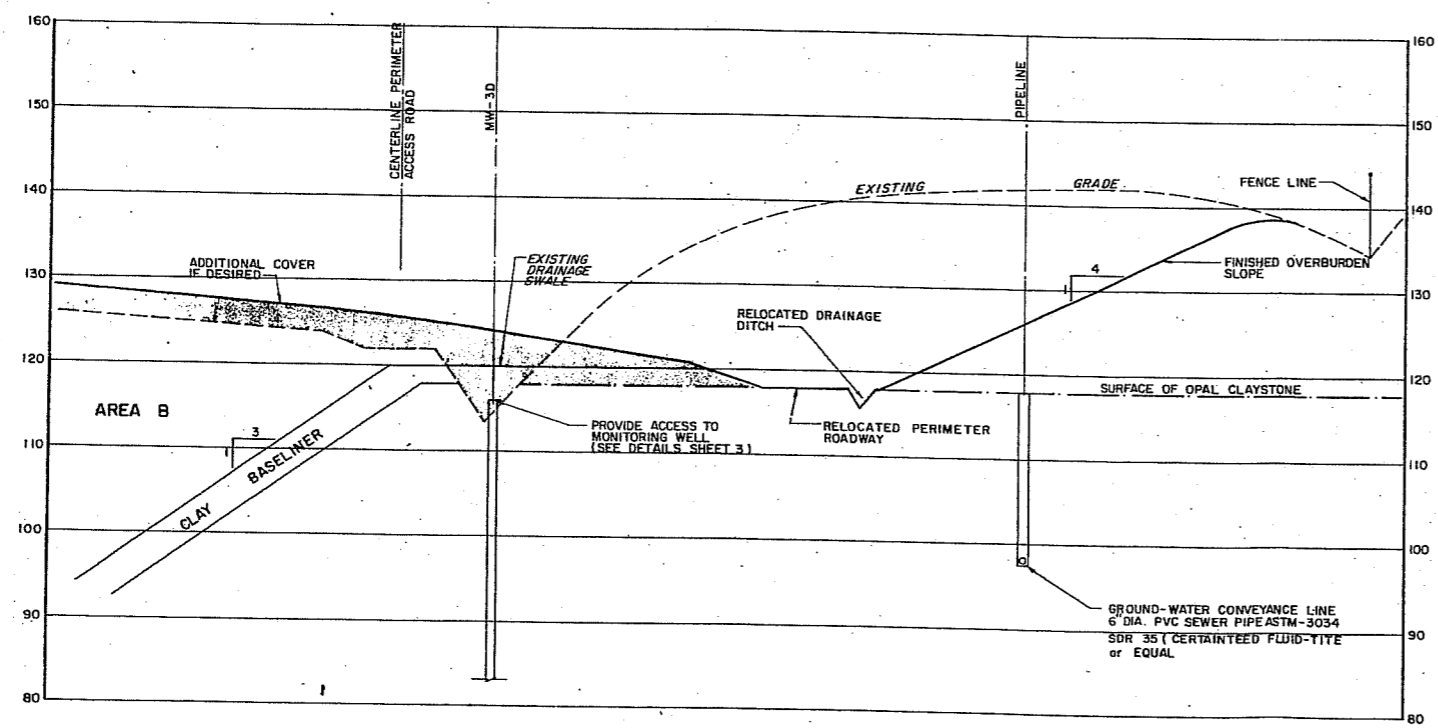 160
150
140
130
120
110
100
90
80
CENTERLINE PERIMETER
ACCESS ROAD
MW-3D
PIPELINE
160
150
140
130
120
110
100
90
80
EXISTING GRADE
FENCE LINE
ADDITIONAL COVER
IF DESIRED
EXISTING
DRAINAGE
SWALE
4
1
FINISHED OVERBURDEN
SLOPE
RELOCATED DRAINAGE
DITCH
SURFACE OF OPAL CLAYSTONE
AREA B
3
1
CLAY BASELINER
PROVIDE ACCESS TO
MONITORING WELL
(SEE DETAILS SHEET 3)
RELOCATED PERIMETER
ROADWAY
GROUND-WATER CONVEYANCE LINE
6" DIA. PVC SEWER PIPE ASTM-3034
SDR 35 (CERTAINTEED FLUID-TITE
or EQUAL